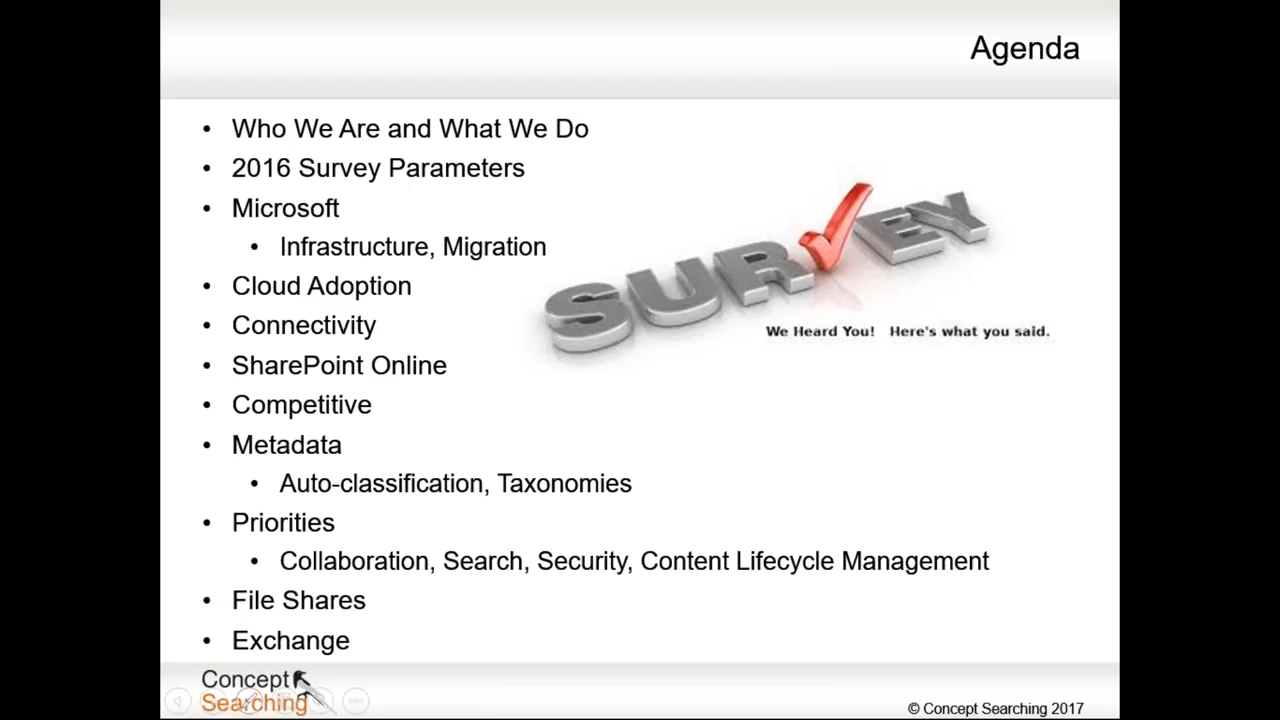 Agenda
• Who We Are and What We Do
• 2016 Survey Parameters
• Microsoft
• Infrastructure, Migration
• Cloud Adoption
• Connectivity
• SharePoint Online
• Competitive
• Metadata
• Auto-classification, Taxonomies
• Priorities
• Collaboration, Search, Security, Content Lifecycle Management
• File Shares
• Exchange
SURVEY
We Heard You! Here's what you said.
Concept
Searching
© Concept Searching 2017